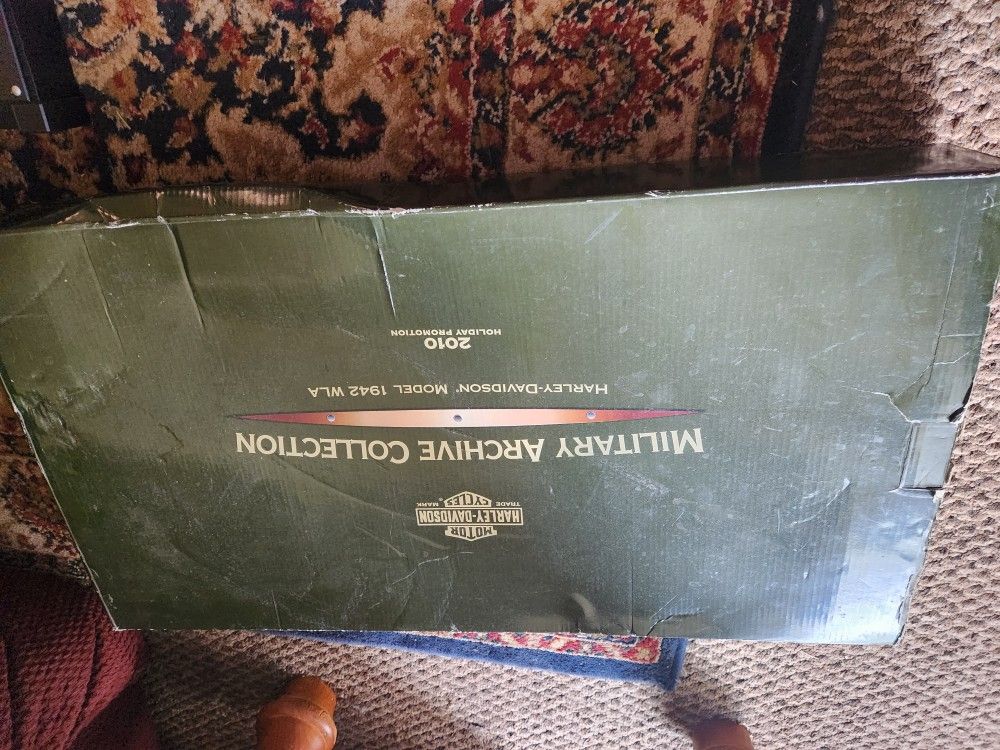 MOTOR
HARLEY-DAVIDSON
CYCLES
TRADE MARK®
MILITARY ARCHIVE COLLECTION
HARLEY-DAVIDSON® MODEL 1942 WLA
2010
HOLIDAY PROMOTION